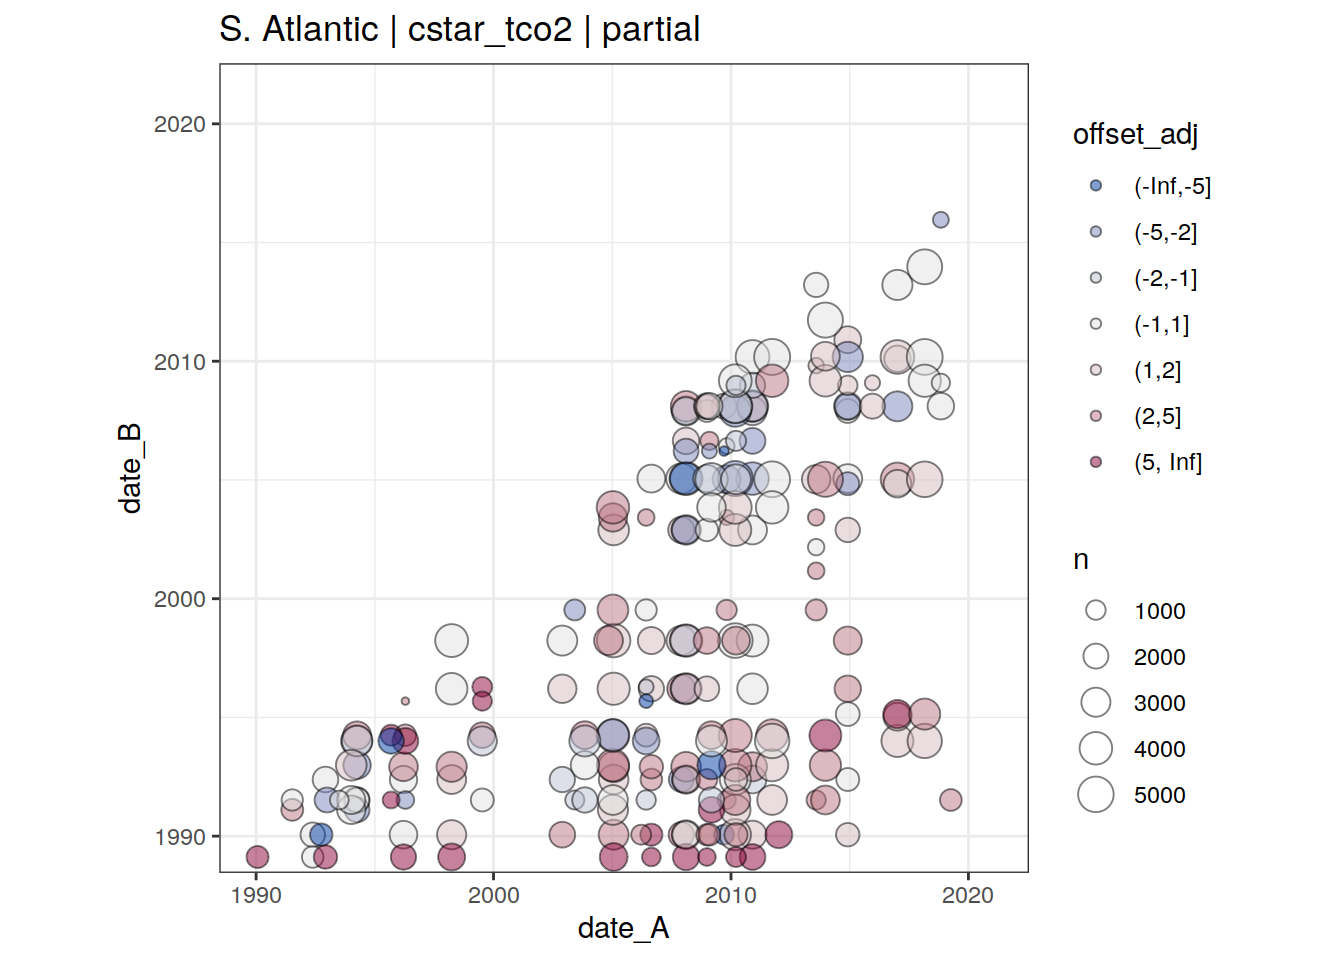 S. Atlantic | cstar_tco2 | partial
date_B
2020
2010
2000
1990
1990
2000
2010
2020
date_A
offset_adj
(-Inf,-5]
(-5,-2]
(-2,-1]
(-1,1]
(1,2]
(2,5]
(5, Inf]
n
1000
2000
3000
4000
5000